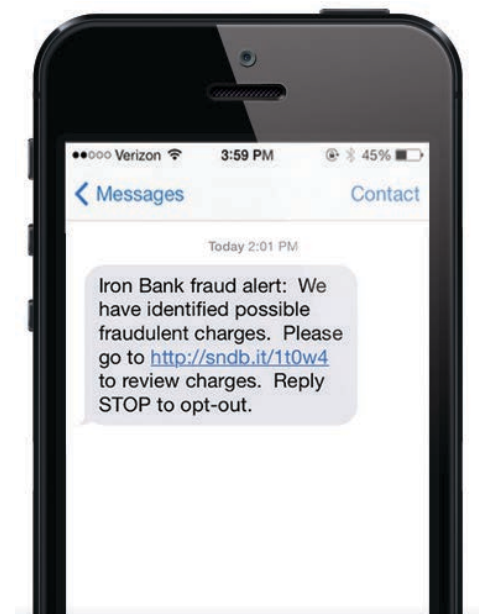 Verizon 3:59 PM 45%
Messages Contact
Today 2:01 PM
Iron Bank fraud alert: We
have identified possible
fraudulent charges. Please
go to http://sndb.it/1t0w4
to review charges. Reply
STOP to opt-out.